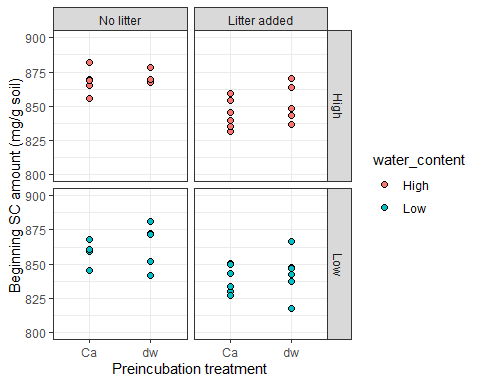 No litter
Litter added
Beginning SC amount (mg/g soil)
900
875
850
825
800
High
900
875
850
825
800
Low
Ca
dw
Ca
dw
Preincubation treatment
water_content
High
Low